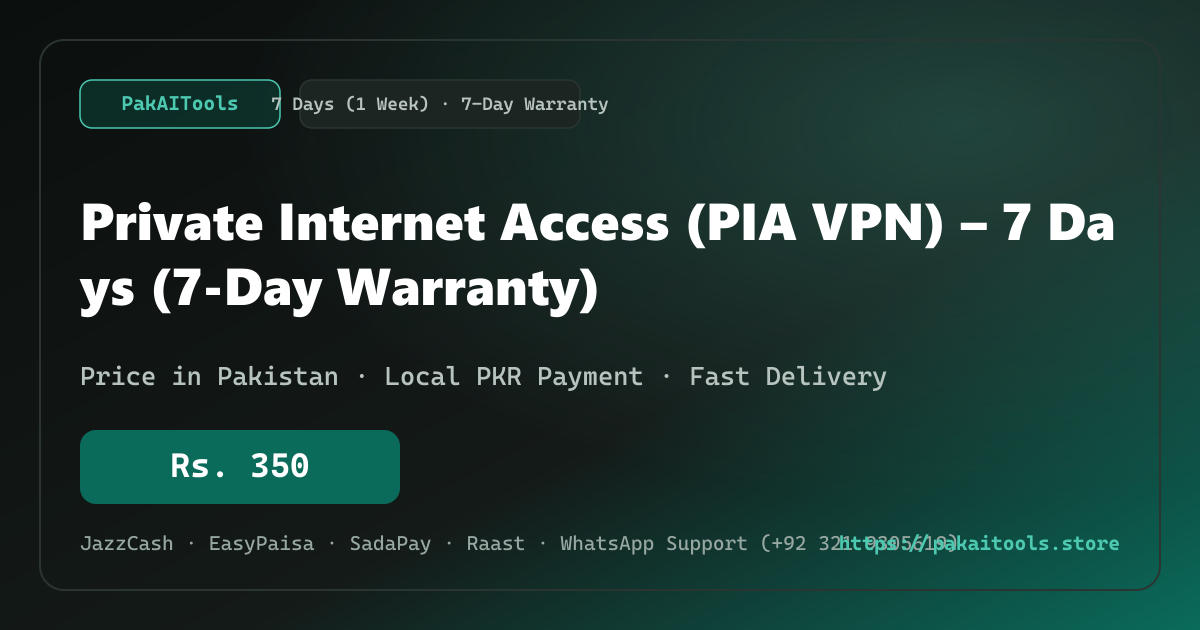 PakAITools
7 Days (1 Week) · 7-Day Warranty
Private Internet Access (PIA VPN) – 7 Da
ys (7-Day Warranty)
Price in Pakistan · Local PKR Payment · Fast Delivery
Rs. 350
JazzCash · EasyPaisa · SadaPay · Raast · WhatsApp Support (+92
https://pakaitools.store